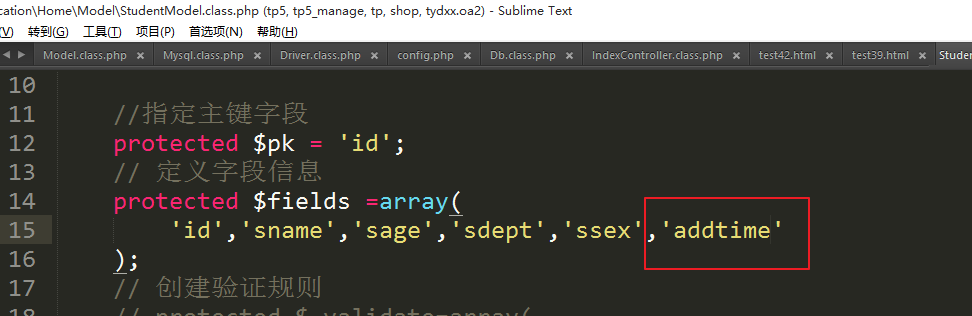 cation\Home\Model\StudentModel.class.php (tp5, tp5_manage, tp, shop, tydxx.oa2) - Sublime Text
(V) 转到(G) 工具(T) 项目(P) 首选项(N) 帮助(H)
Model.class.php × Mysql.class.php × Driver.class.php × config.php × Db.class.php × IndexController.class.php × test42.html × test39.html × Stude
10
11 //指定主键字段
12 protected $pk = 'id';
13 // 定义字段信息
14 protected $fields =array(
15 'id','sname','sage','sdept','ssex','addtime'
16 );
17 // 创建验证规则
18 // protected $_validate=array(